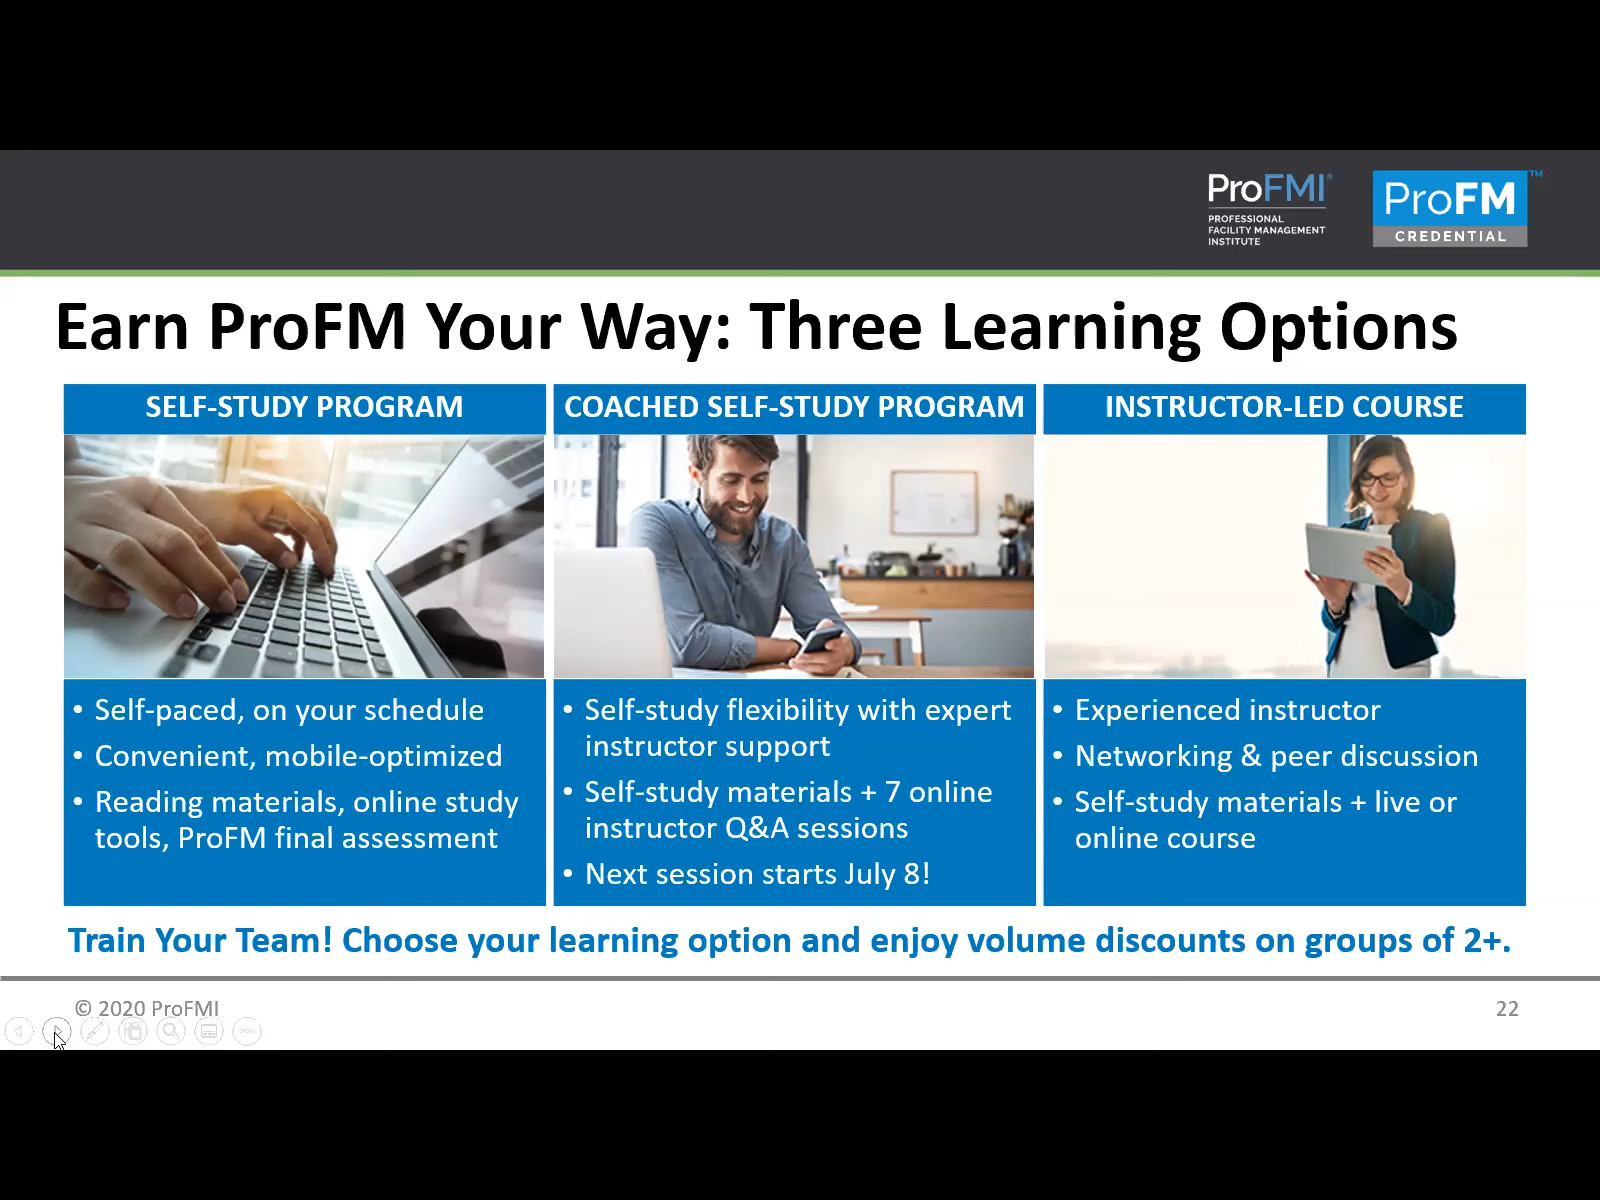 ProFMI®
PROFESSIONAL
FACILITY MANAGEMENT
INSTITUTE
ProFM™
CREDENTIAL
Earn ProFM Your Way: Three Learning Options
SELF-STUDY PROGRAM
• Self-paced, on your schedule
• Convenient, mobile-optimized
• Reading materials, online study
tools, ProFM final assessment
COACHED SELF-STUDY PROGRAM
• Self-study flexibility with expert
instructor support
• Self-study materials + 7 online
instructor Q&A sessions
• Next session starts July 8!
INSTRUCTOR-LED COURSE
• Experienced instructor
• Networking & peer discussion
• Self-study materials + live or
online course
Train Your Team! Choose your learning option and enjoy volume discounts on groups of 2+.
© 2020 ProFMI
22